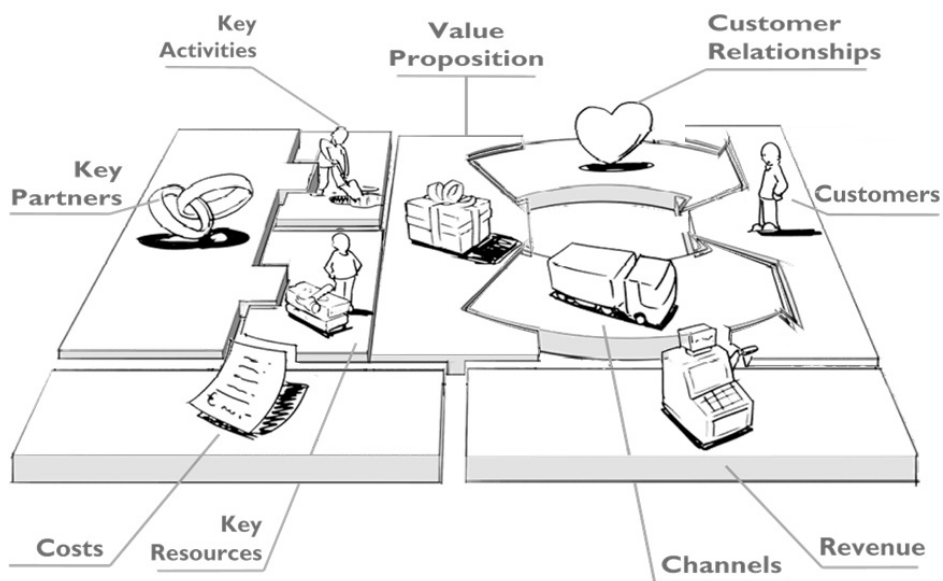 Key
Activities
Value
Proposition
Customer
Relationships
Key
Partners
Customers
Costs
Key
Resources
Channels
Revenue